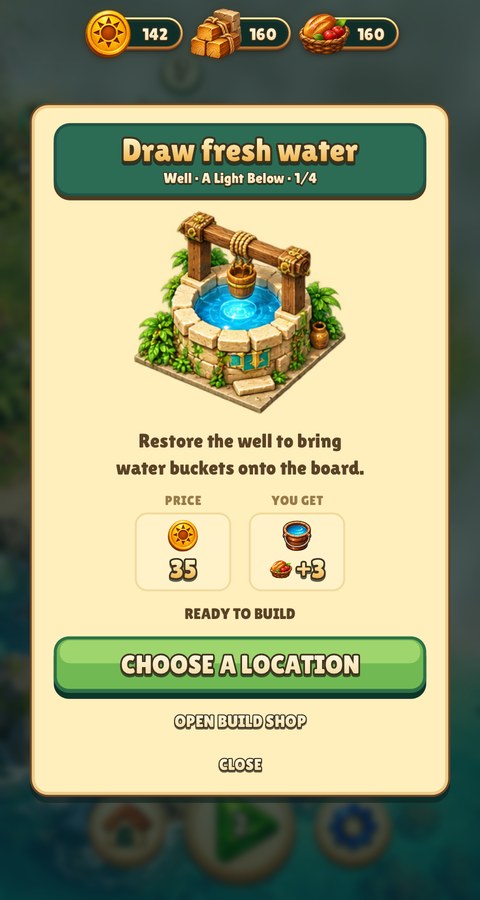 142
160
160
Draw fresh water
Well · A Light Below · 1/4
Restore the well to bring
water buckets onto the board.
PRICE
YOU GET
35
+3
READY TO BUILD
CHOOSE A LOCATION
OPEN BUILD SHOP
CLOSE